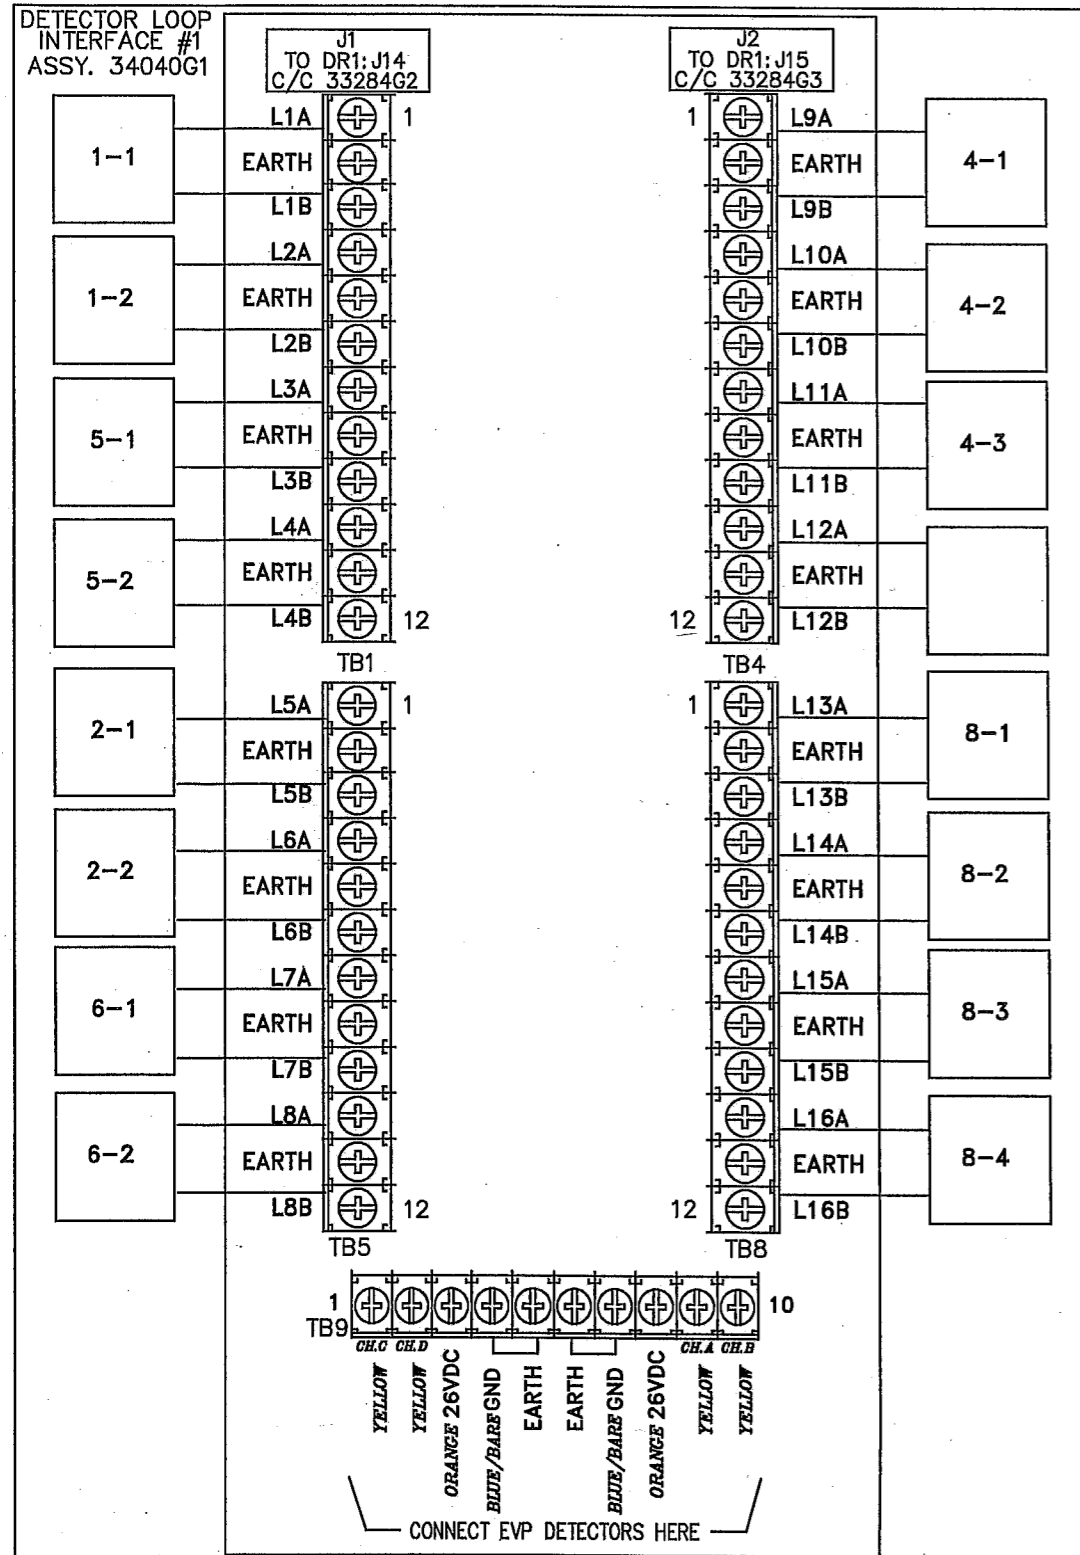 DETECTOR LOOP
INTERFACE #1
ASSY. 34040G1
J1
TO DR1:J14
C/C 33284G2
J2
TO DR1:J15
C/C 33284G3
L1A 1
1-1
EARTH
L1B
L2A
1-2
EARTH
L2B
L3A
5-1
EARTH
L3B
L4A
5-2
EARTH
L4B 12
TB1
L5A 1
2-1
EARTH
L5B
L6A
2-2
EARTH
L6B
L7A
6-1
EARTH
L7B
L8A
6-2
EARTH
L8B 12
TB5
1 L9A
EARTH
4-1
L9B
L10A
EARTH
4-2
L10B
L11A
EARTH
4-3
L11B
L12A
EARTH
12 L12B
TB4
1 L13A
8-1
EARTH
L13B
L14A
8-2
EARTH
L14B
L15A
8-3
EARTH
L15B
L16A
8-4
EARTH
12 L16B
TB8
1 10
TB9
CH.C CH.D CH.A CH.B
YELLOW
YELLOW
ORANGE 26VDC
BLUE/BARE GND
EARTH
EARTH
BLUE/BARE GND
ORANGE 26VDC
YELLOW
YELLOW
CONNECT EVP DETECTORS HERE